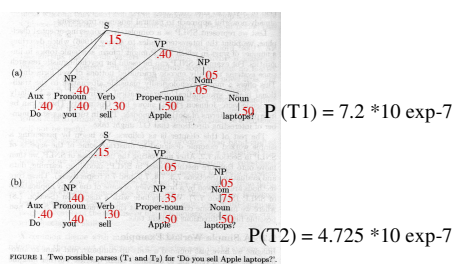 S
.15
VP
.40
NP
.05
(a)
NP
Nom
.40
.05
Aux Pronoun Verb Proper-noun Noun
.40 .40 .30 .50 .50
Do you sell Apple laptops?
P (T1) = 7.2 *10 exp-7
S
.15
VP
.05
(b)
NP NP NP
.40 .35 .05
Nom
.75
Aux Pronoun Verb Proper-noun Noun
.40 .40 .30 .50 .50
Do you sell Apple laptops?
P(T2) = 4.725 *10 exp-7
FIGURE 1 Two possible parses (T1 and T2) for 'Do you sell Apple laptops?'.